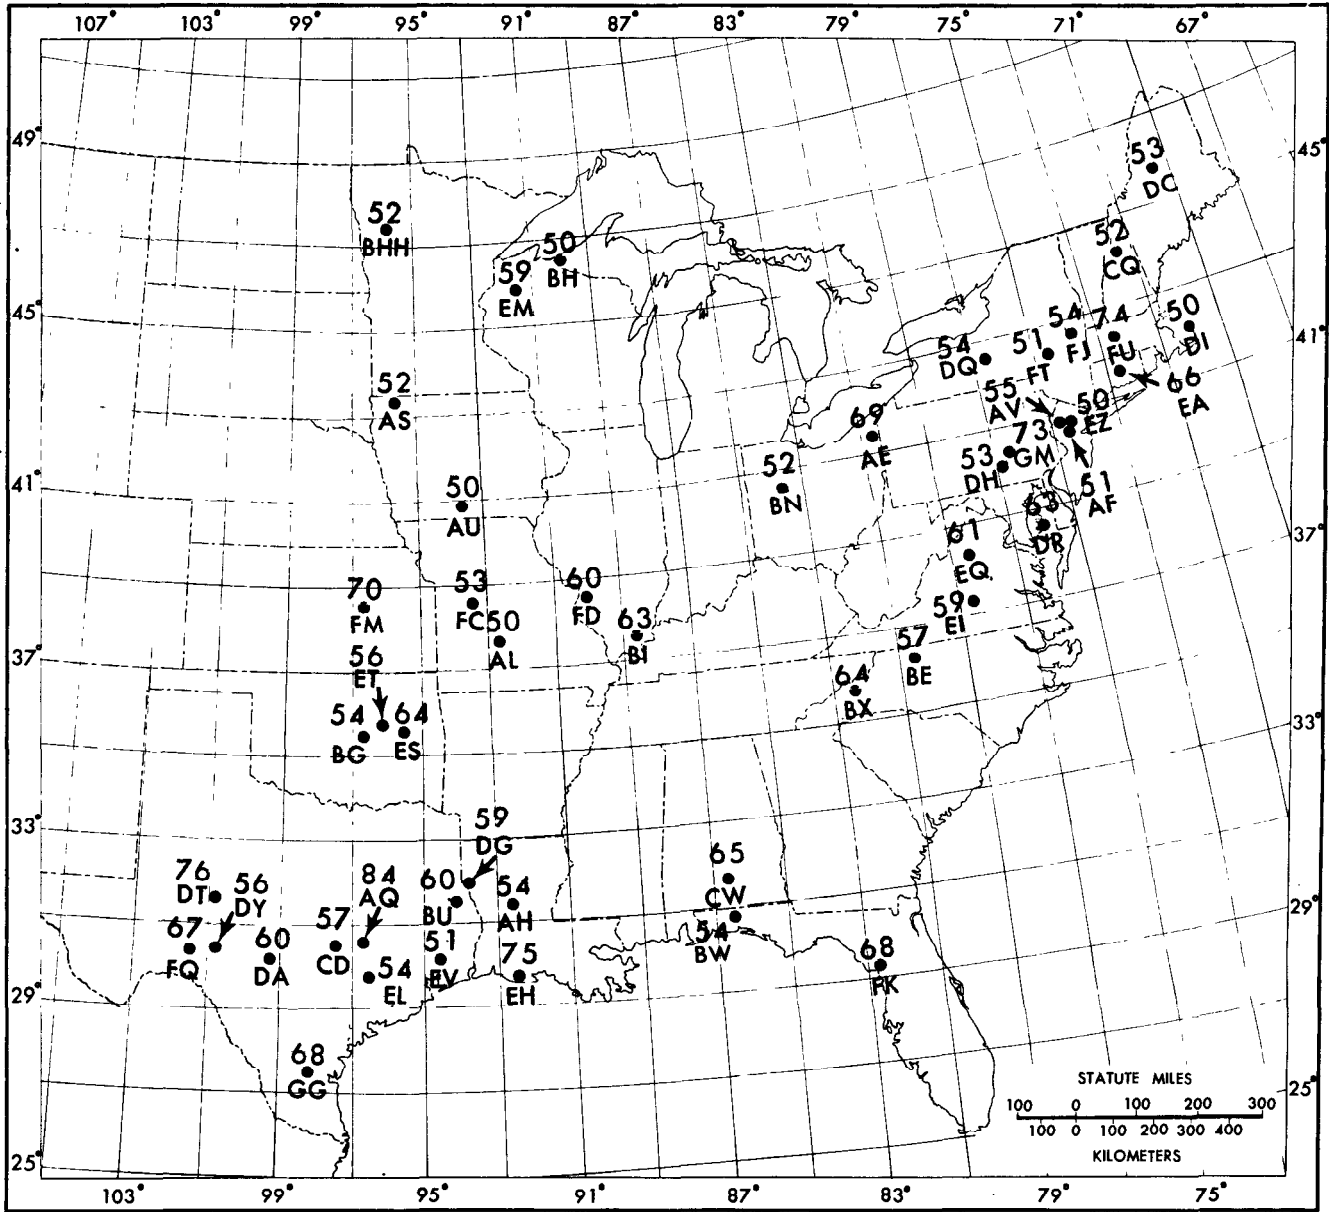 107° 103° 99° 95° 91° 87° 83° 79° 75° 71° 67°
49°
45°
53
DC
52
BHH
52
CQ
50
BH
59
EM
45°
50
DI
54
FJ
74
FU
51
FT
54
DQ
41°
66
EA
55
AV
50
EZ
52
AS
69
AE
73
GM
53
DH
52
BN
51
AF
41°
50
AU
63
DR
61
EQ
37°
70
FM
53
FC
60
FD
59
EI
50
AL
63
BI
57
BE
37°
56
ET
64
BX
54
BG
64
ES
33°
33°
59
DG
76
DT
56
DY
84
AQ
60
BU
54
AH
65
CW
29°
67
FQ
60
DA
57
CD
54
EL
51
EV
75
EH
54
BW
68
FK
29°
68
GG
STATUTE MILES
100 0 100 200 300
100 0 100 200 300 400
KILOMETERS
25°
25°
103° 99° 95° 91° 87° 83° 79° 75°